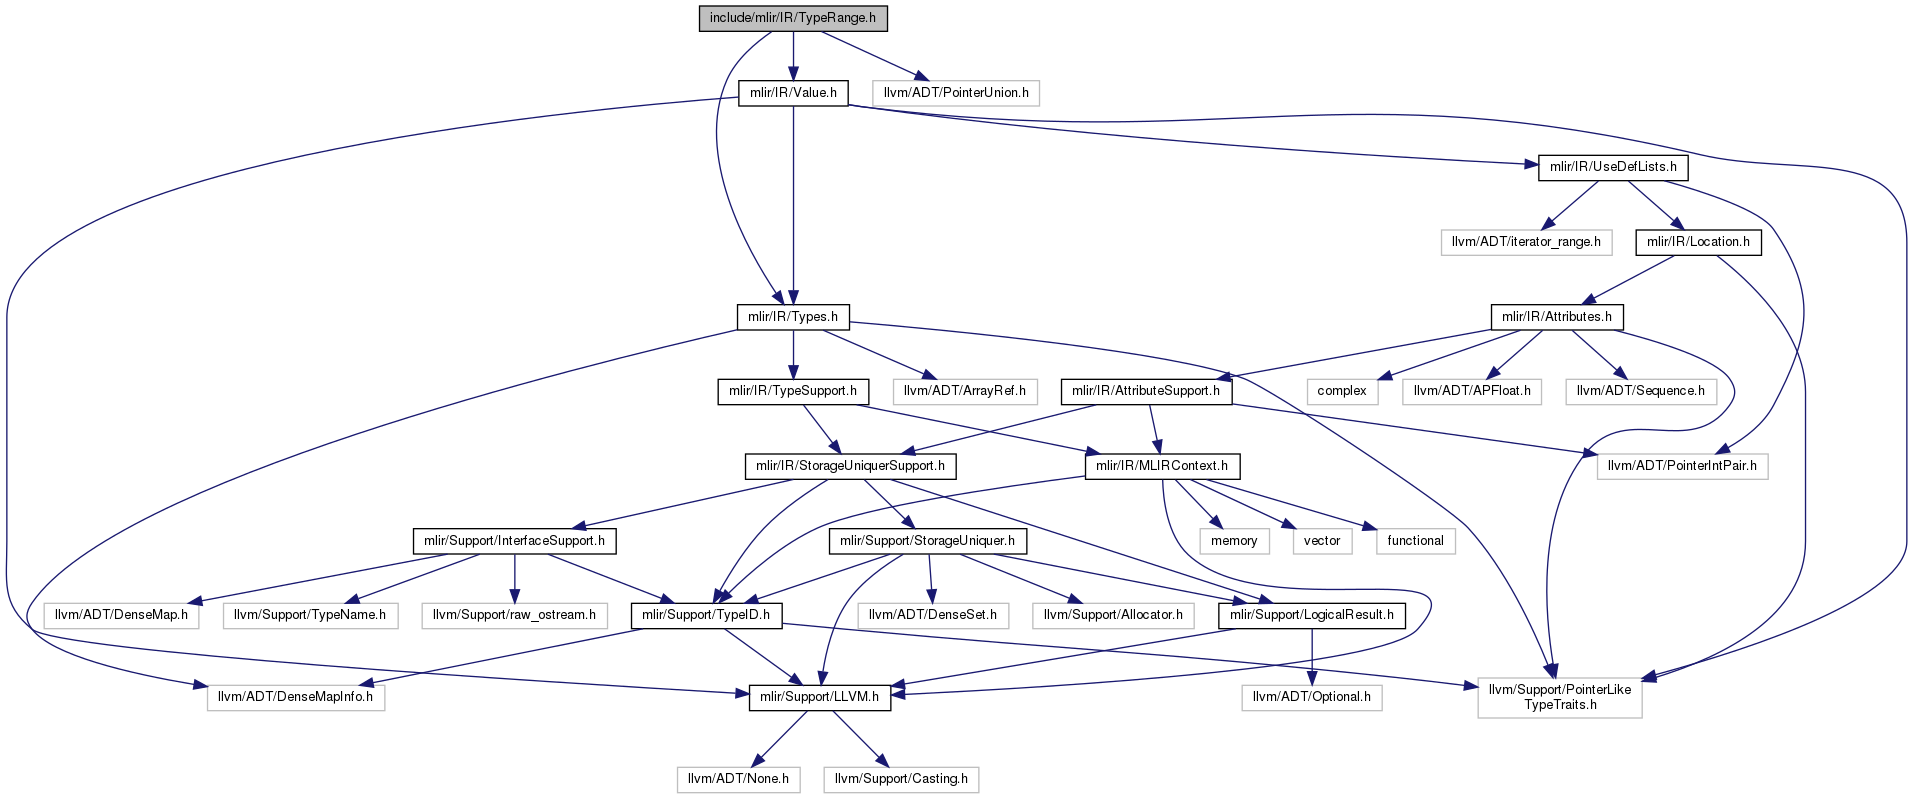 include/mlir/IR/TypeRange.h
mlir/IR/Value.h
llvm/ADT/PointerUnion.h
mlir/IR/UseDefLists.h
llvm/ADT/iterator_range.h
mlir/IR/Location.h
mlir/IR/Types.h
mlir/IR/Attributes.h
mlir/IR/TypeSupport.h
llvm/ADT/ArrayRef.h
mlir/IR/AttributeSupport.h
complex
llvm/ADT/APFloat.h
llvm/ADT/Sequence.h
mlir/IR/StorageUniquerSupport.h
mlir/IR/MLIRContext.h
llvm/ADT/PointerIntPair.h
mlir/Support/InterfaceSupport.h
mlir/Support/StorageUniquer.h
memory
vector
functional
llvm/ADT/DenseMap.h
llvm/Support/TypeName.h
llvm/Support/raw_ostream.h
mlir/Support/TypeID.h
llvm/ADT/DenseSet.h
llvm/Support/Allocator.h
mlir/Support/LogicalResult.h
llvm/ADT/DenseMapInfo.h
mlir/Support/LLVM.h
llvm/ADT/Optional.h
llvm/Support/PointerLike
TypeTraits.h
llvm/ADT/None.h
llvm/Support/Casting.h